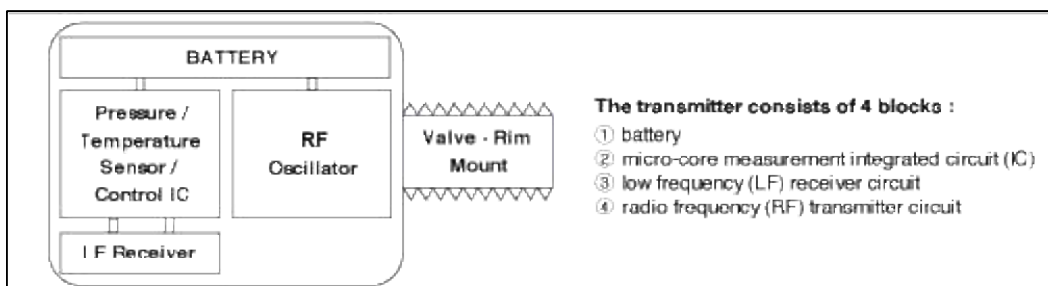 BATTERY
Pressure /
Temperature
Sensor /
Control IC
RF
Oscillator
Valve - Rim
Mount
LF Receiver
The transmitter consists of 4 blocks :
① battery
② micro-core measurement integrated circuit (IC)
③ low frequency (LF) receiver circuit
④ radio frequency (RF) transmitter circuit